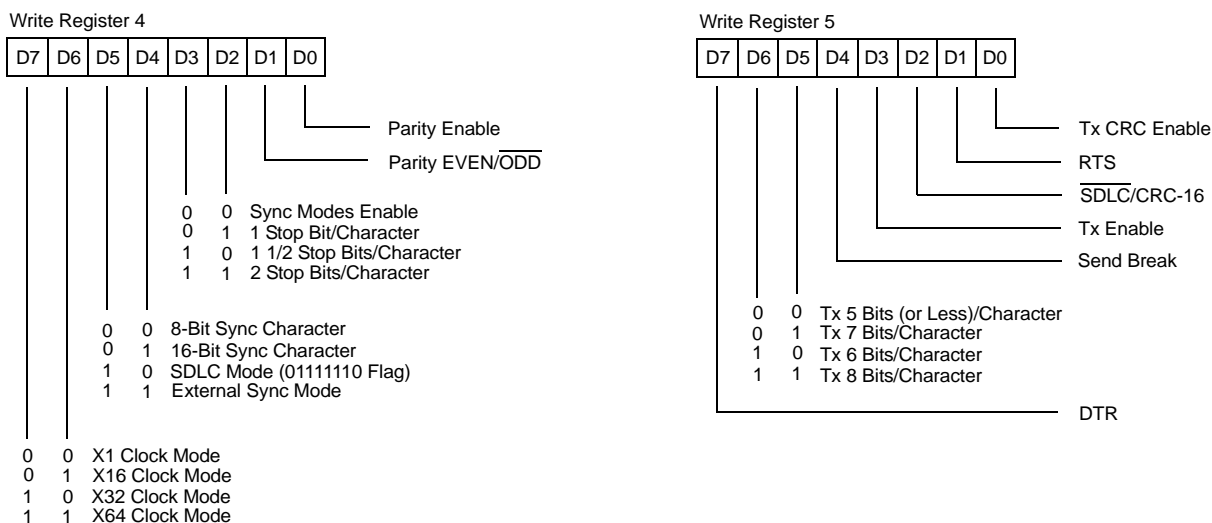 Write Register 4
D7 D6 D5 D4 D3 D2 D1 D0
Parity Enable
Parity EVEN/ODD
0 0 Sync Modes Enable
0 1 1 Stop Bit/Character
1 0 1 1/2 Stop Bits/Character
1 1 2 Stop Bits/Character
0 0 8-Bit Sync Character
0 1 16-Bit Sync Character
1 0 SDLC Mode (01111110 Flag)
1 1 External Sync Mode
0 0 X1 Clock Mode
0 1 X16 Clock Mode
1 0 X32 Clock Mode
1 1 X64 Clock Mode
Write Register 5
D7 D6 D5 D4 D3 D2 D1 D0
Tx CRC Enable
RTS
SDLC/CRC-16
Tx Enable
Send Break
0 0 Tx 5 Bits (or Less)/Character
0 1 Tx 7 Bits/Character
1 0 Tx 6 Bits/Character
1 1 Tx 8 Bits/Character
DTR